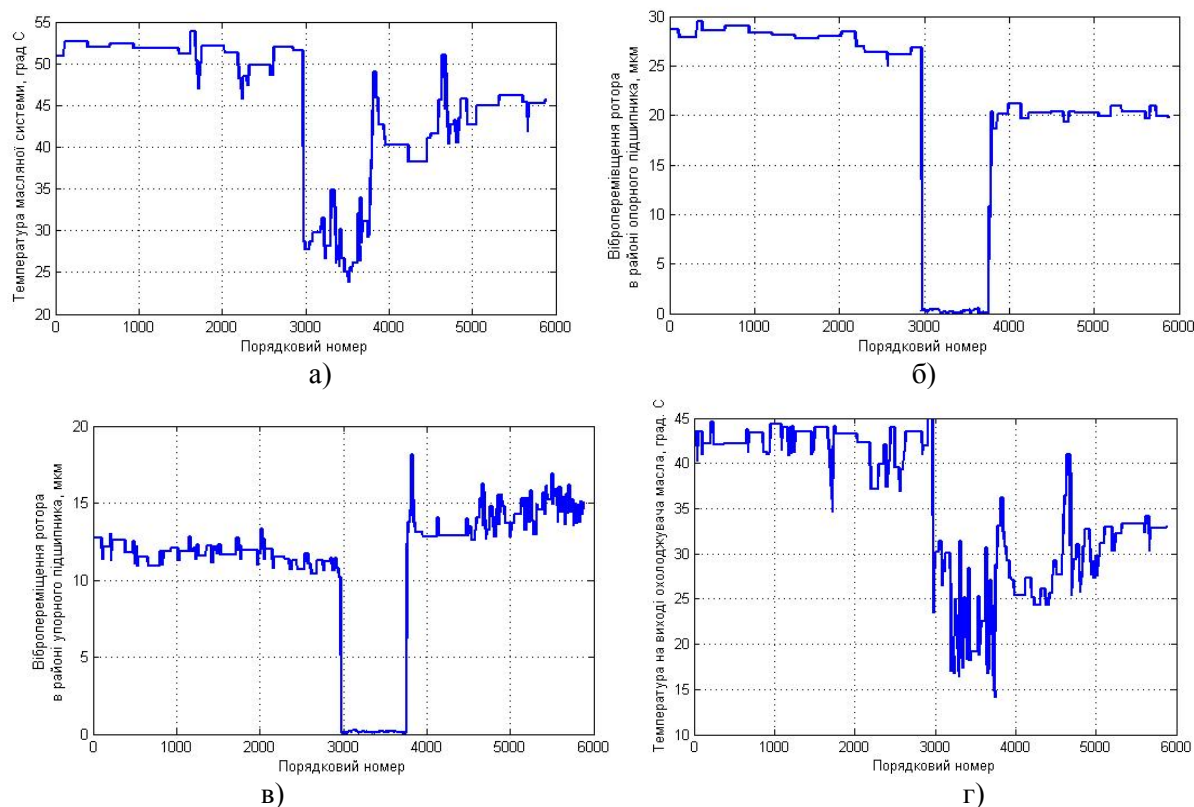 Температура масляної системи, град С
55
50
45
40
35
30
25
20
0 1000 2000 3000 4000 5000 6000
Порядковий номер
а)
Віброперемівщення ротора
в районі опорного підшипника, мкм
30
25
20
15
10
5
0
0 1000 2000 3000 4000 5000 6000
Порядковий номер
б)
Вібропереміщення ротора
в районі упорного підшипника, мкм
20
15
10
5
0
0 1000 2000 3000 4000 5000 6000
Порядковий номер
в)
Температура на виході охолоджувача масла, град. С
45
40
35
30
25
20
15
10
0 1000 2000 3000 4000 5000 6000
Порядковий номер
г)